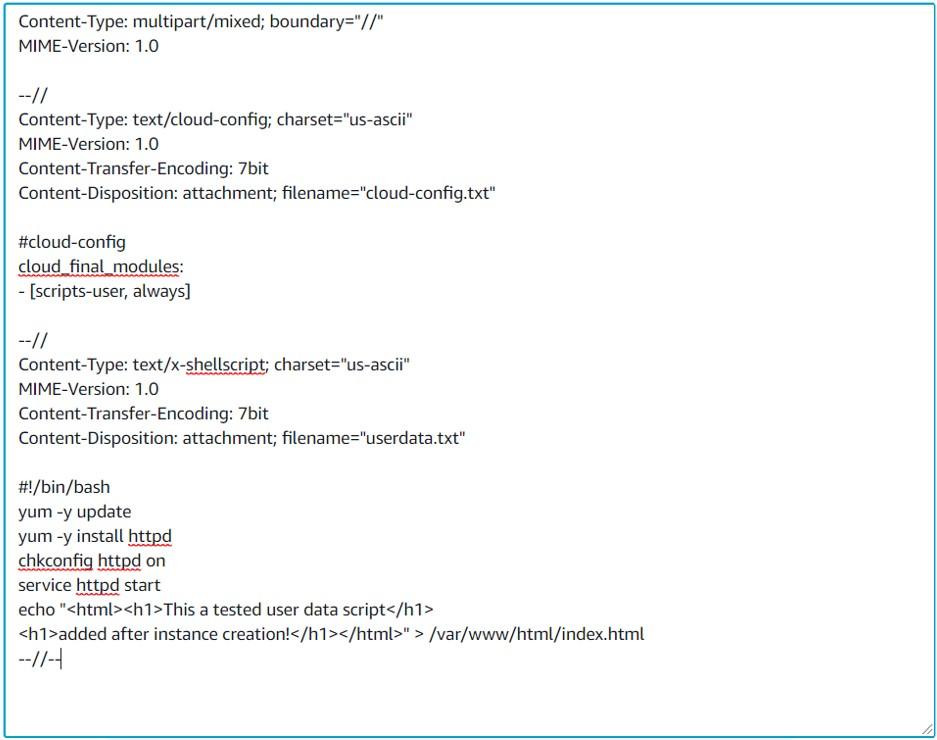 Content-Type: multipart/mixed; boundary="//"
MIME-Version: 1.0
--//
Content-Type: text/cloud-config; charset="us-ascii"
MIME-Version: 1.0
Content-Transfer-Encoding: 7bit
Content-Disposition: attachment; filename="cloud-config.txt"
#cloud-config
cloud_final_modules:
- [scripts-user, always]
--//
Content-Type: text/x-shellscript; charset="us-ascii"
MIME-Version: 1.0
Content-Transfer-Encoding: 7bit
Content-Disposition: attachment; filename="userdata.txt"
#!/bin/bash
yum -y update
yum -y install httpd
chkconfig httpd on
service httpd start
echo "<html><h1>This a tested user data script</h1>
<h1>added after instance creation!</h1></html>" > /var/www/html/index.html
--//--